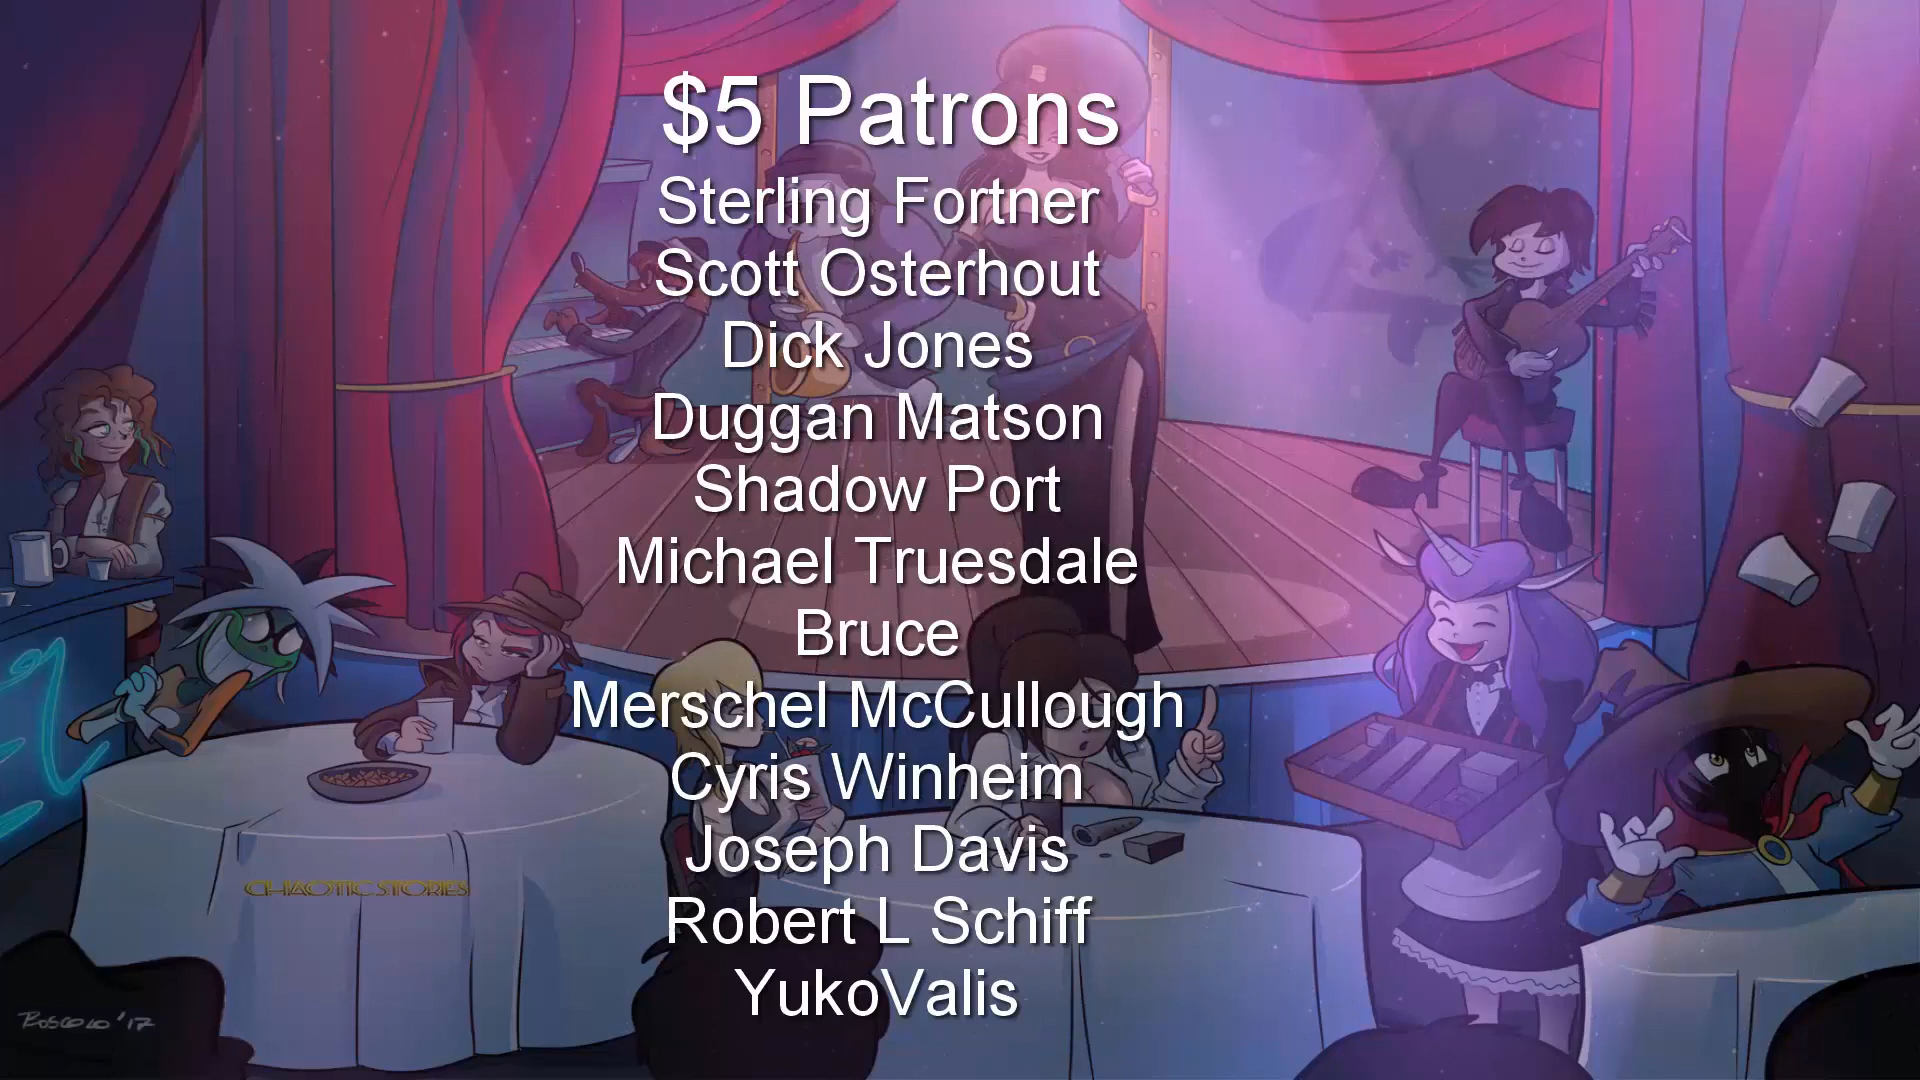 $5 Patrons
Sterling Fortner
Scott Osterhout
Dick Jones
Duggan Matson
Shadow Port
Michael Truesdale
Bruce
Merschel McCullough
Cyris Winheim
Joseph Davis
Robert L Schiff
YukoValis
CHAOTIC STORIES